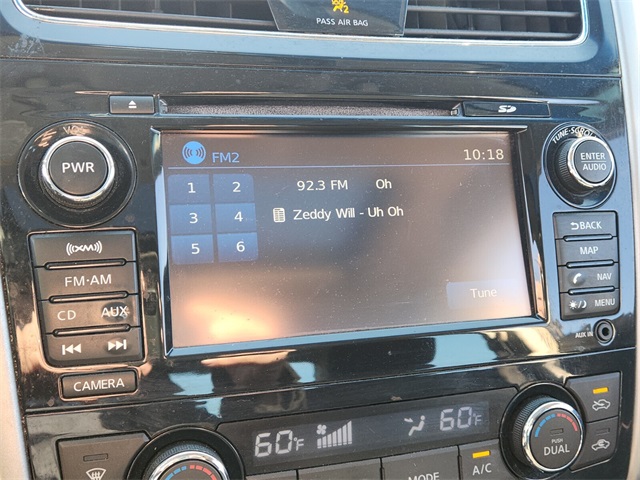 2
PASS AIR BAG
SD
VOL
PWR
TUNE·SCROLL
ENTER
AUDIO
FM2
10:18
1 2
92.3 FM Oh
3 4
Zeddy Will - Uh Oh
5 6
Tune
((XM))
FM·AM
CD AUX
CAMERA
BACK
MAP
NAV
MENU
AUX IN
60°F
60°F
PUSH
DUAL
MODE
A/C